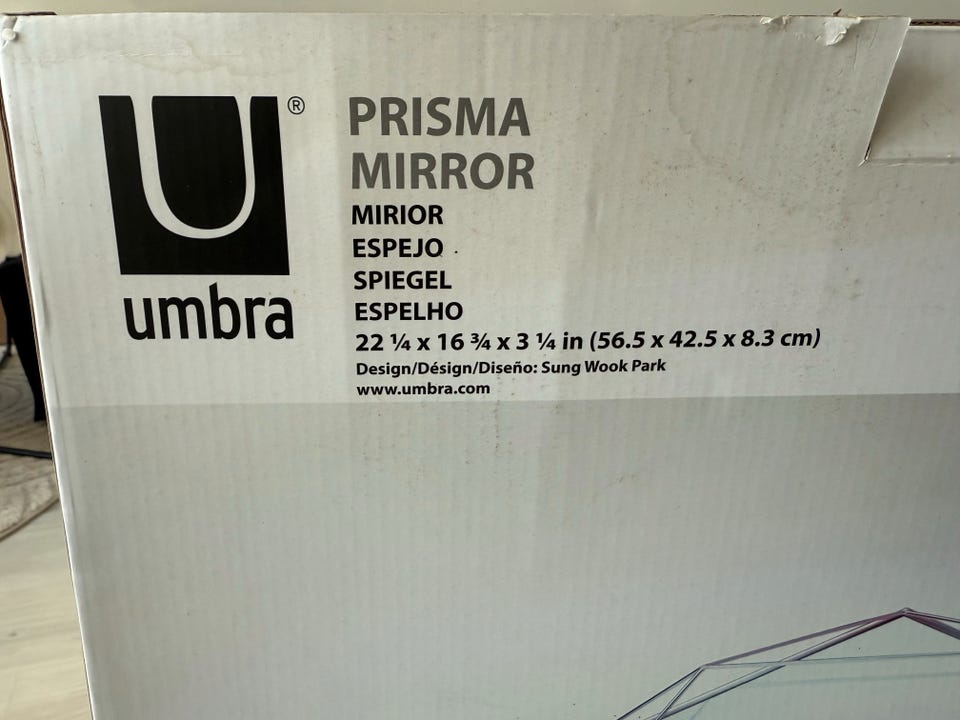 U®
umbra
PRISMA
MIRROR
MIRIOR
ESPEJO
SPIEGEL
ESPELHO
22 ¼ x 16 ¾ x 3 ¼ in (56.5 x 42.5 x 8.3 cm)
Design/Désign/Diseño: Sung Wook Park
www.umbra.com